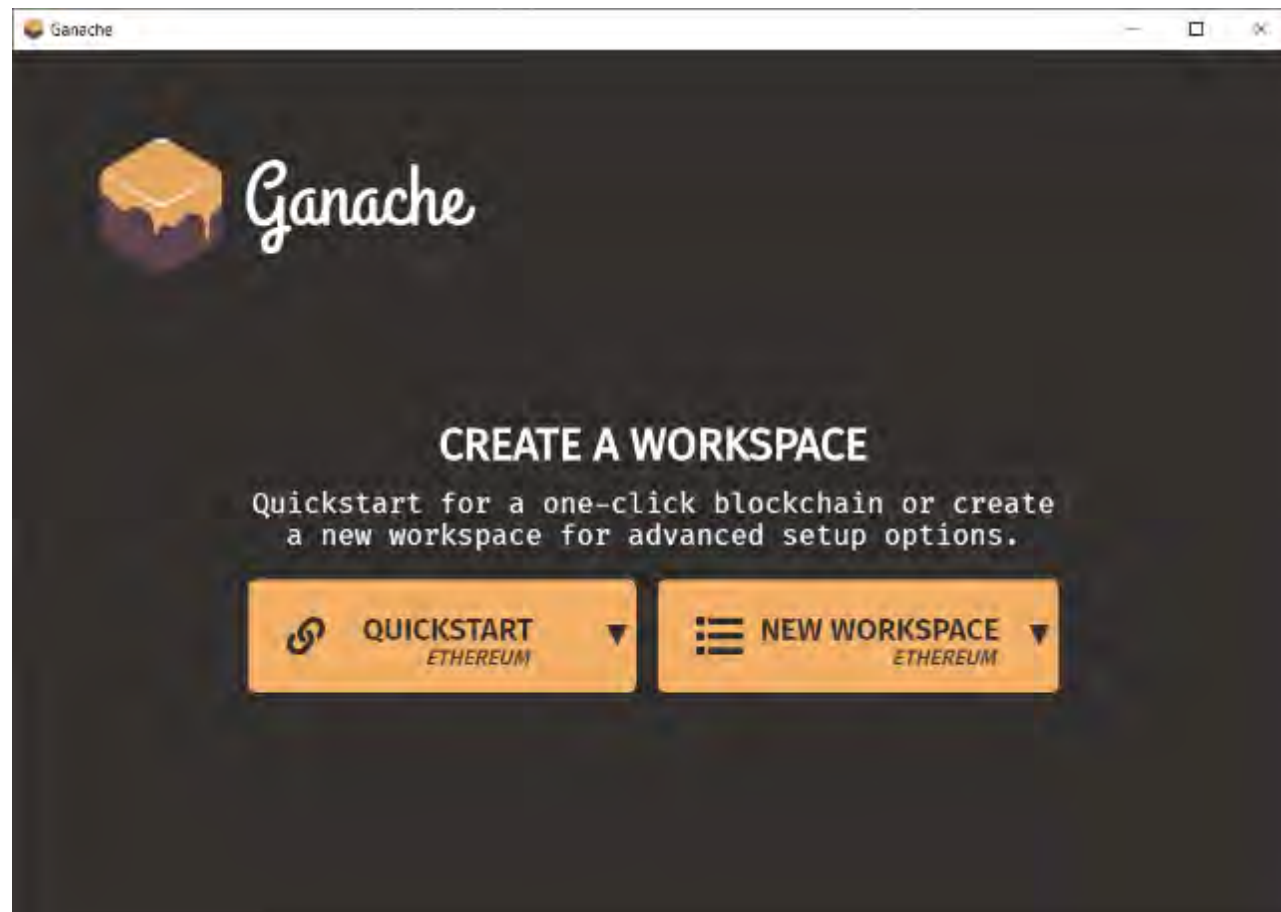 Ganache
Ganache
CREATE A WORKSPACE
Quickstart for a one-click blockchain or create
a new workspace for advanced setup options.
QUICKSTART
ETHEREUM
NEW WORKSPACE
ETHEREUM